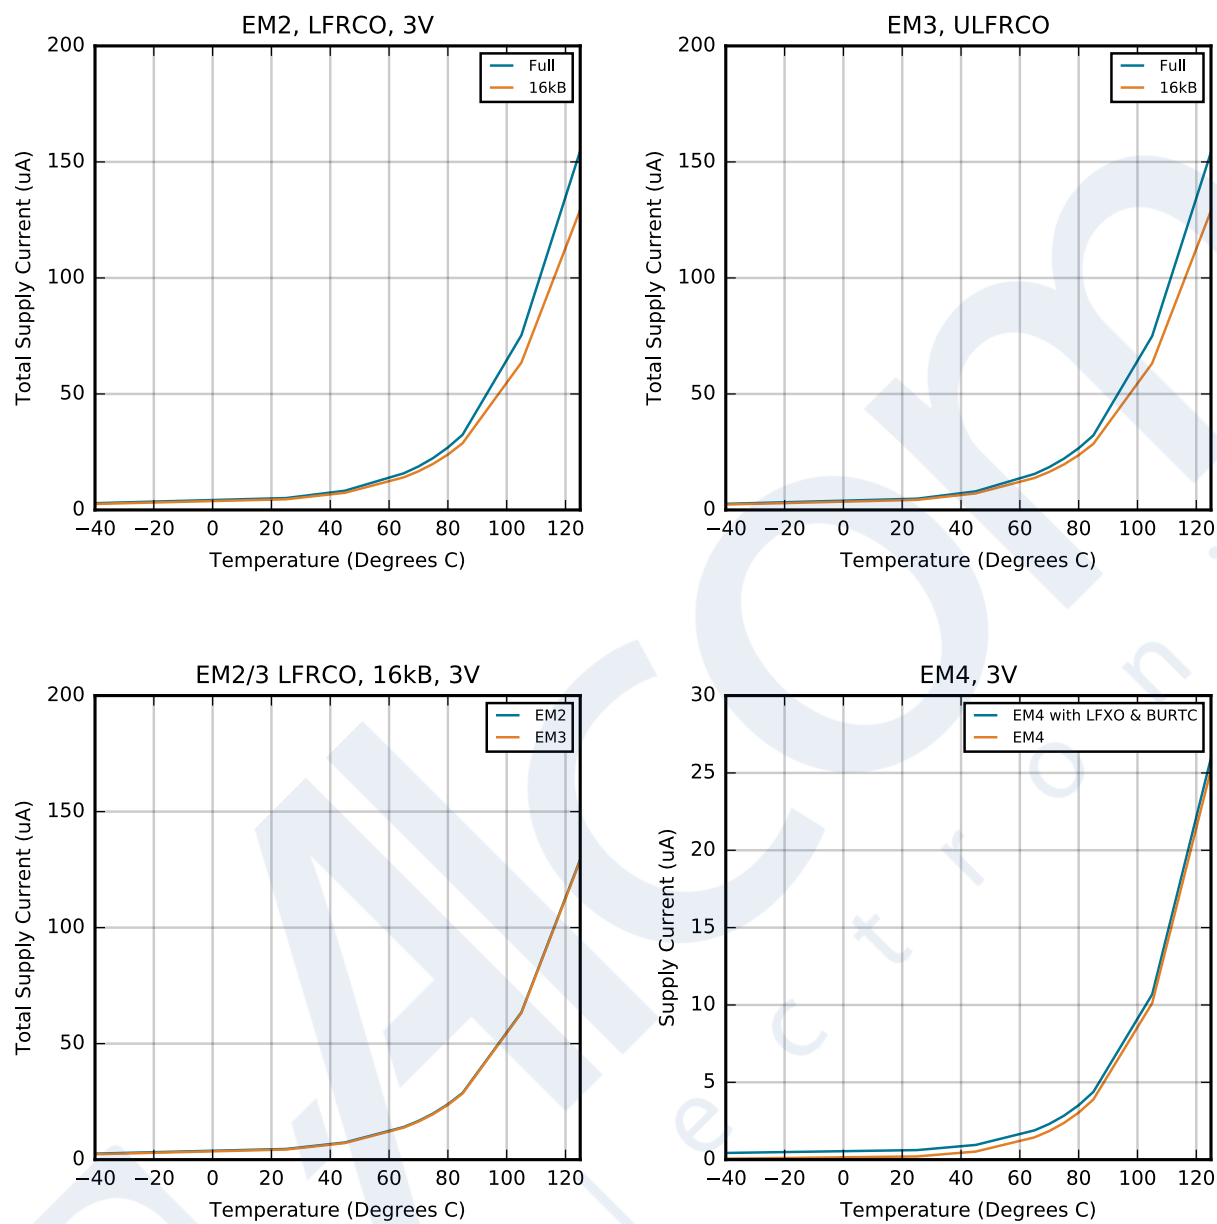 EM2, LFRCO, 3V
200
150
100
50
0
Total Supply Current (uA)
Full
16kB
−40 −20 0 20 40 60 80 100 120
Temperature (Degrees C)
EM3, ULFRCO
200
150
100
50
0
Total Supply Current (uA)
Full
16kB
−40 −20 0 20 40 60 80 100 120
Temperature (Degrees C)
EM2/3 LFRCO, 16kB, 3V
200
150
100
50
0
Total Supply Current (uA)
EM2
EM3
−40 −20 0 20 40 60 80 100 120
Temperature (Degrees C)
EM4, 3V
30
25
20
15
10
5
0
Supply Current (uA)
EM4 with LFXO & BURTC
EM4
−40 −20 0 20 40 60 80 100 120
Temperature (Degrees C)